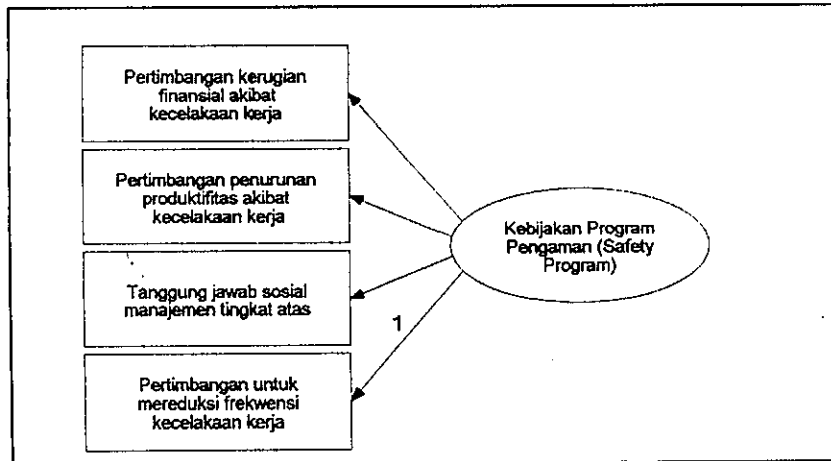 Pertimbangan kerugian
finansial akibat
kecelakaan kerja
Pertimbangan penurunan
produktifitas akibat
kecelakaan kerja
Tanggung jawab sosial
manajemen tingkat atas
Pertimbangan untuk
mereduksi frekwensi
kecelakaan kerja
1
Kebijakan Program
Pengaman (Safety
Program)